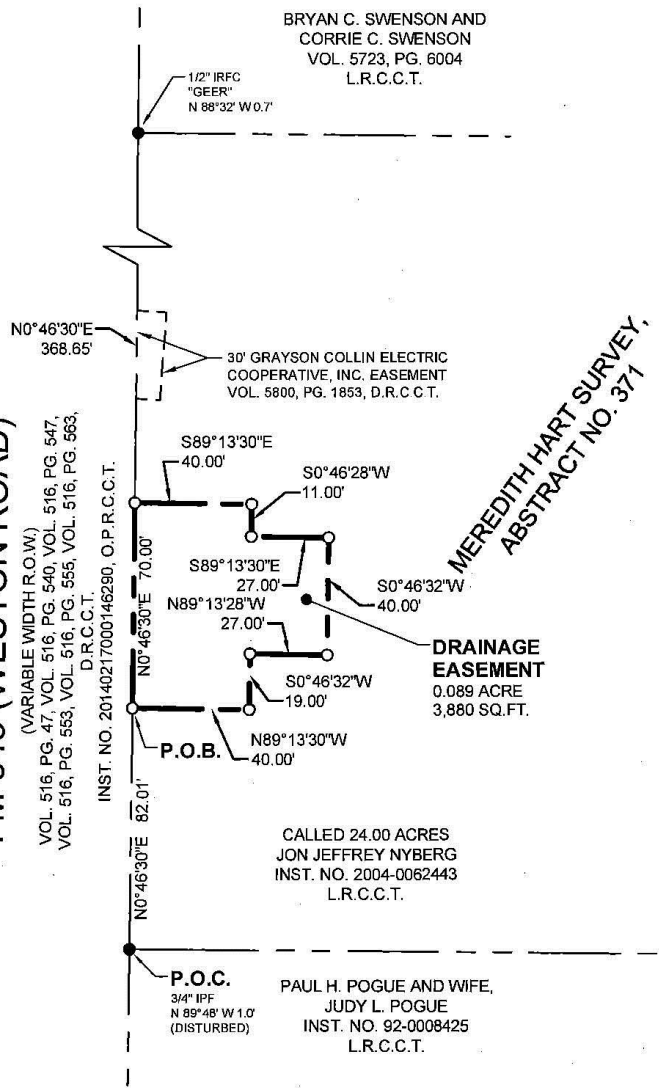 BRYAN C. SWENSON AND
CORRIE C. SWENSON
VOL. 5723, PG. 6004
L.R.C.C.T.
1/2" IRFC
"GEER"
N 88°32' W 0.7'
N0°46'30"E
368.65'
30' GRAYSON COLLIN ELECTRIC
COOPERATIVE, INC. EASEMENT
VOL. 5800, PG. 1853, D.R.C.C.T.
MEREDITH HART SURVEY,
ABSTRACT NO. 371
(WESTON ROAD)
(VARIABLE WIDTH R.O.W.)
VOL. 516, PG. 47, VOL. 516, PG. 540, VOL. 516, PG. 547,
VOL. 516, PG. 553, VOL. 516, PG. 555, VOL. 516, PG. 563,
D.R.C.C.T.
INST. NO. 20140217000146290, O.P.R.C.C.T.
S89°13'30"E
40.00'
S0°46'28"W
11.00'
S89°13'30"E
27.00'
S0°46'32"W
40.00'
N89°13'28"W
27.00'
N0°46'30"E 70.00'
DRAINAGE
EASEMENT
0.089 ACRE
3,880 SQ.FT.
S0°46'32"W
19.00'
N89°13'30"W
40.00'
P.O.B.
N0°46'30"E 82.01'
CALLED 24.00 ACRES
JON JEFFREY NYBERG
INST. NO. 2004-0062443
L.R.C.C.T.
P.O.C.
3/4" IPF
N 89°48' W 1.0'
(DISTURBED)
PAUL H. POGUE AND WIFE,
JUDY L. POGUE
INST. NO. 92-0008425
L.R.C.C.T.